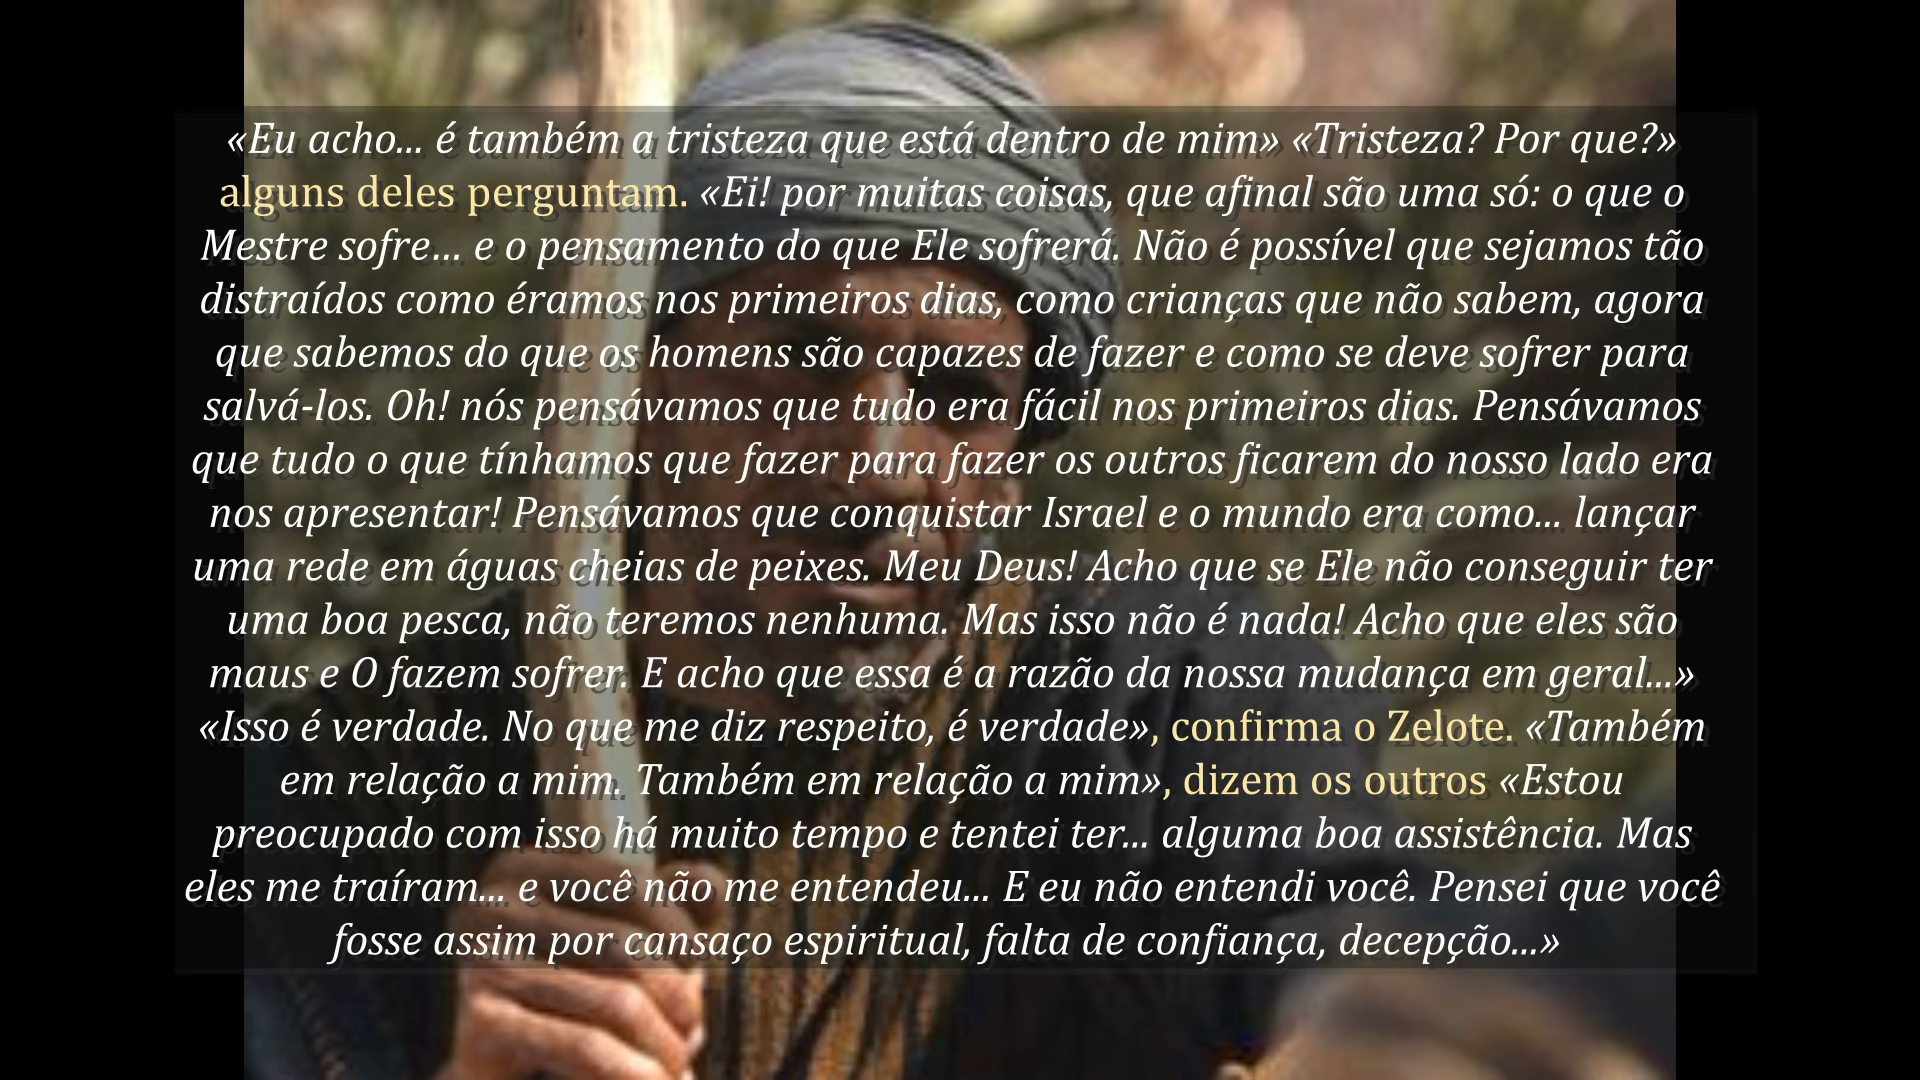 «Eu acho... é também a tristeza que está dentro de mim» «Tristeza? Por que?»
alguns deles perguntam. «Ei! por muitas coisas, que afinal são uma só: o que o
Mestre sofre... e o pensamento do que Ele sofrerá. Não é possível que sejamos tão
distraídos como éramos nos primeiros dias, como crianças que não sabem, agora
que sabemos do que os homens são capazes de fazer e como se deve sofrer para
salvá-los. Oh! nós pensávamos que tudo era fácil nos primeiros dias. Pensávamos
que tudo o que tínhamos que fazer para fazer os outros ficarem do nosso lado era
nos apresentar! Pensávamos que conquistar Israel e o mundo era como... lançar
uma rede em águas cheias de peixes. Meu Deus! Acho que se Ele não conseguir ter
uma boa pesca, não teremos nenhuma. Mas isso não é nada! Acho que eles são
maus e O fazem sofrer. E acho que essa é a razão da nossa mudança em geral...»
«Isso é verdade. No que me diz respeito, é verdade», confirma o Zelote. «Também
em relação a mim. Também em relação a mim», dizem os outros «Estou
preocupado com isso há muito tempo e tentei ter... alguma boa assistência. Mas
eles me traíram... e você não me entendeu... E eu não entendi você. Pensei que você
fosse assim por cansaço espiritual, falta de confiança, decepção...»